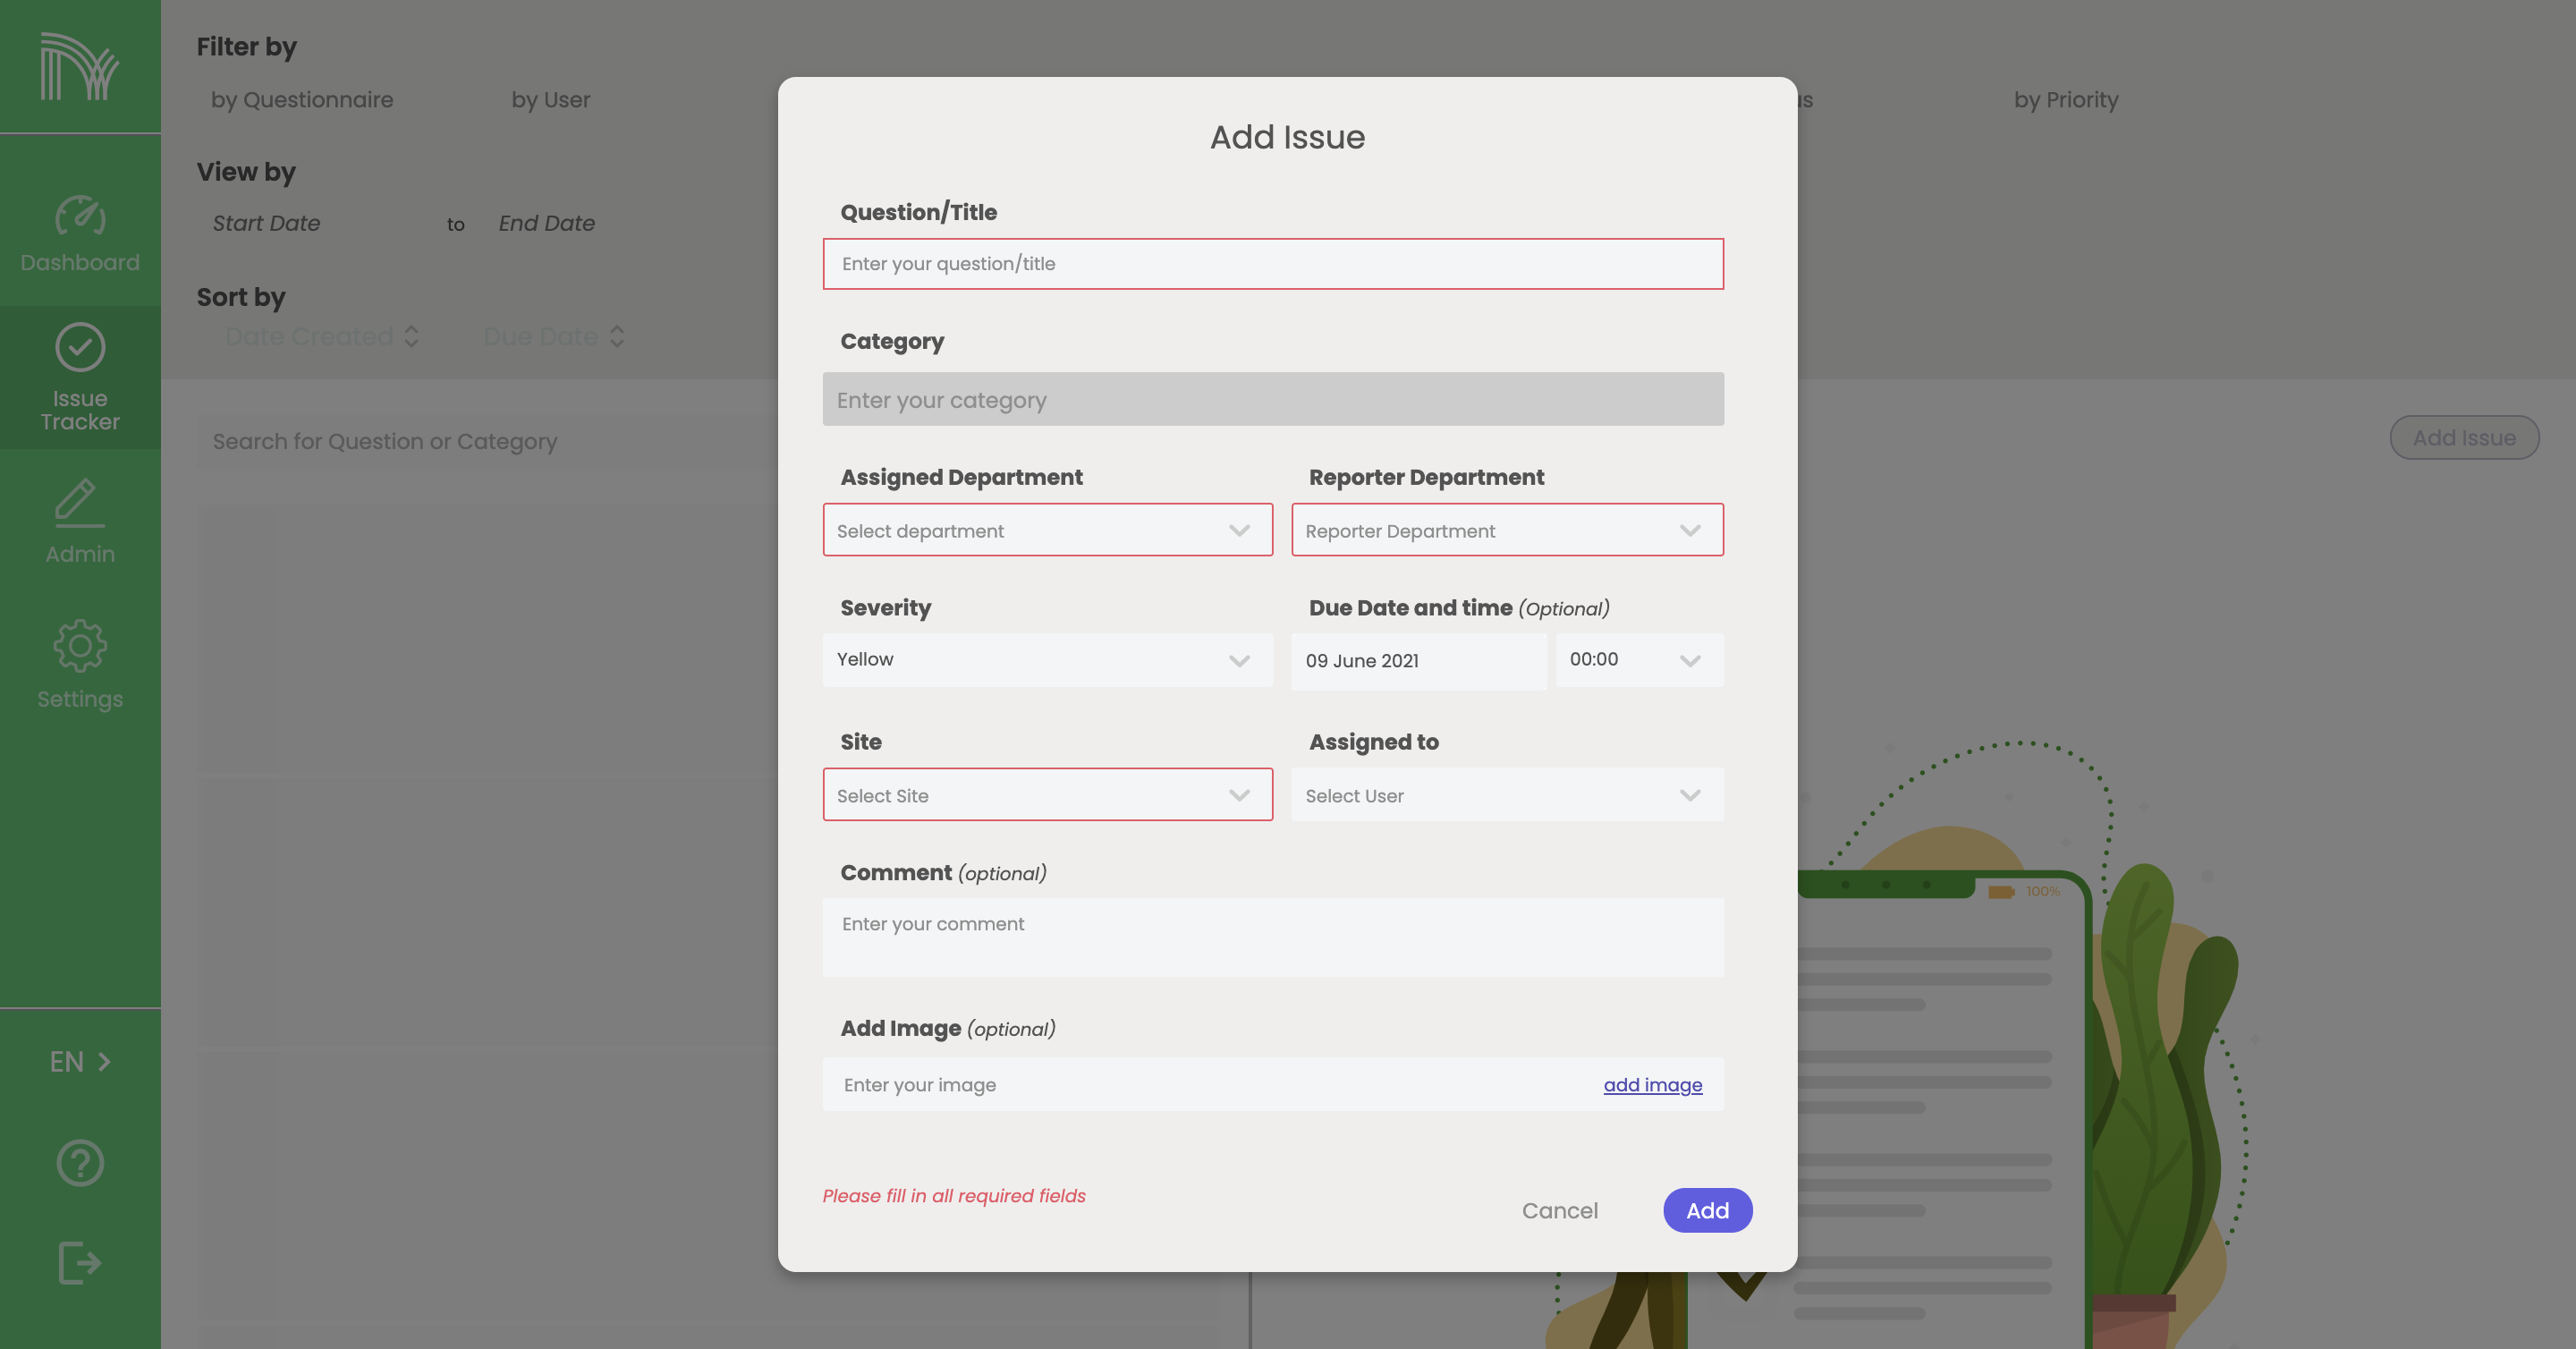 Filter by
by Questionnaire
by User
by Priority
View by
Start Date
to
End Date
Sort by
Date Created
Due Date
Search for Question or Category
Add Issue
Dashboard
Issue
Tracker
Admin
Settings
EN
Add Issue
Question/Title
Enter your question/title
Category
Enter your category
Assigned Department
Reporter Department
Select department
Reporter Department
Severity
Due Date and time (Optional)
Yellow
09 June 2021
00:00
Site
Assigned to
Select Site
Select User
Comment (optional)
Enter your comment
Add Image (optional)
Enter your image
add image
Please fill in all required fields
Cancel
Add
100%